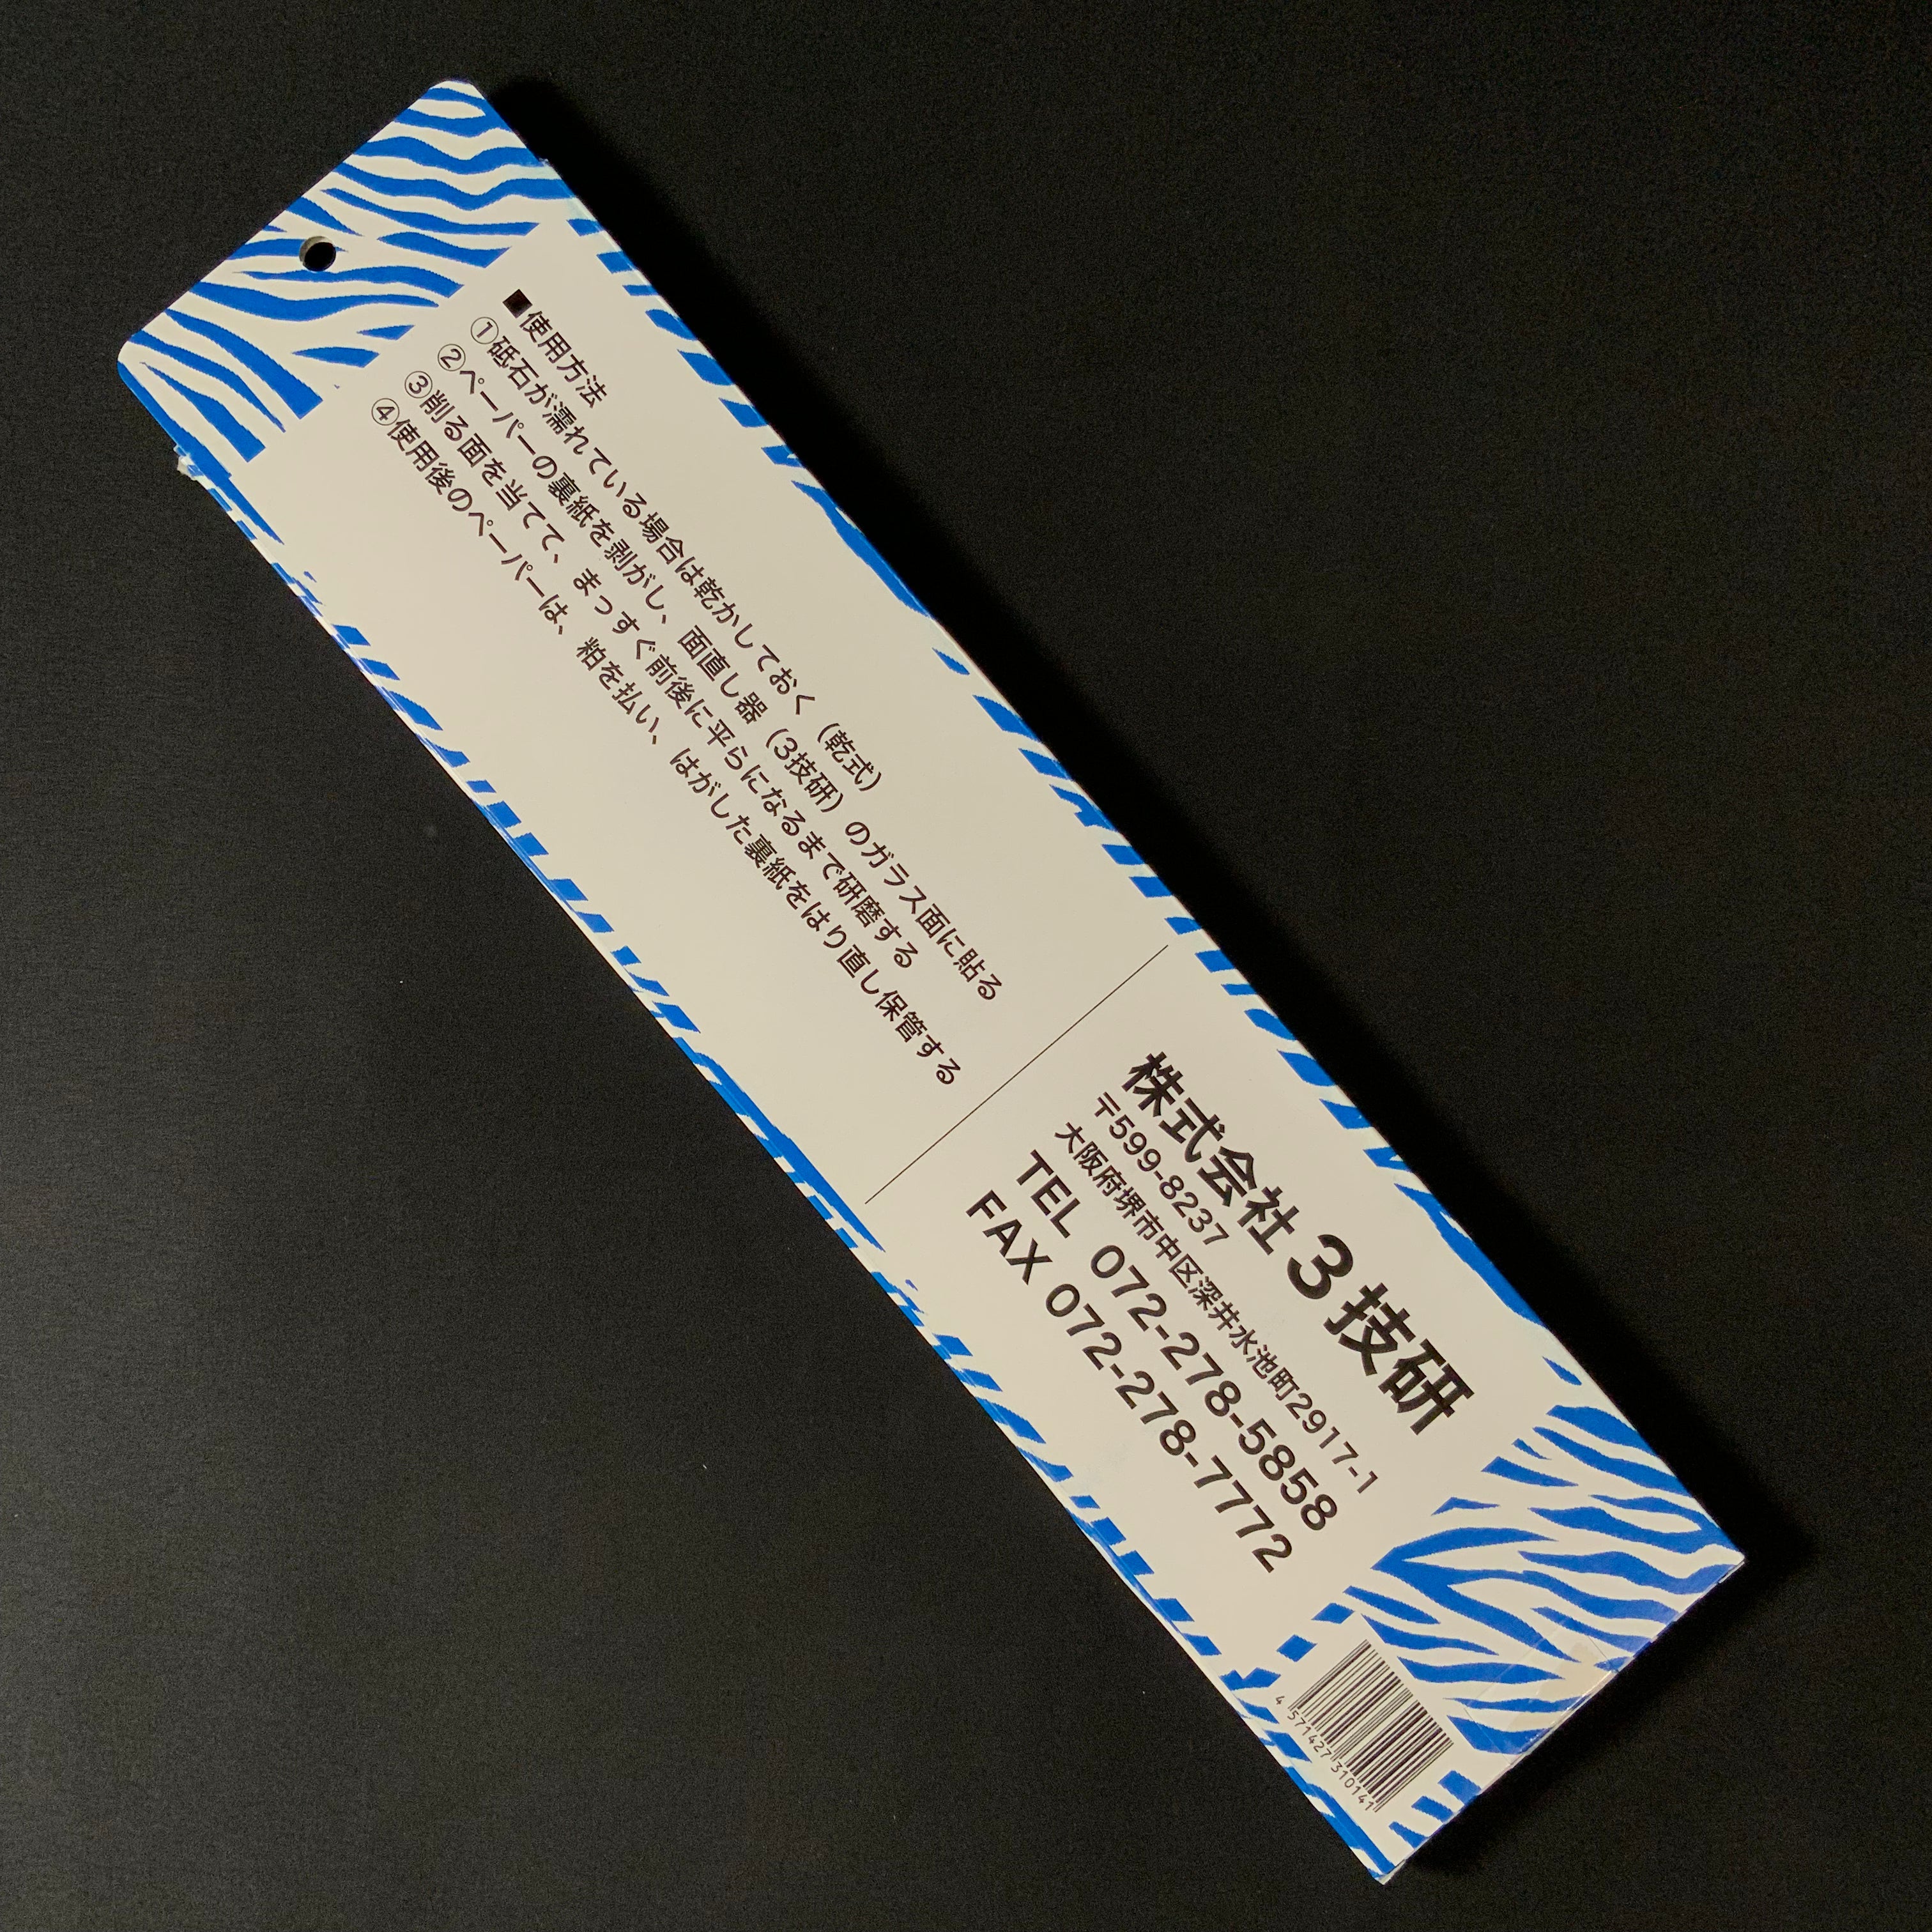 ■使用方法
①砥石が濡れている場合は乾かしておく（乾式）
②ペーパーの裏紙を剥がし、面直し器（3技研）のガラス面に貼る
③削る面を当てて、まっすぐ前後に平らになるまで研磨する
④使用後のペーパーは、粕を払い、はがした裏紙をはり直し保管する
株式会社３技研
〒599-8237
大阪府堺市中区深井水池町2917-1
TEL 072-278-5858
FAX 072-278-7772
4 571427 310141